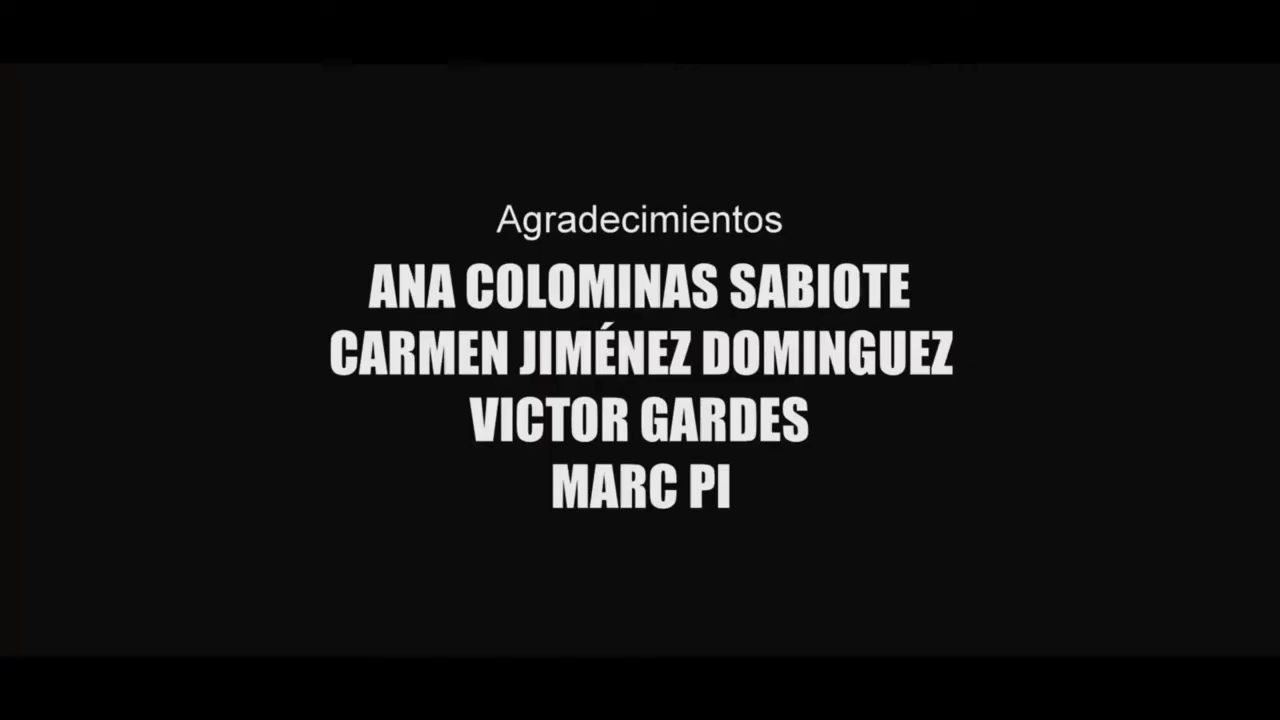 Agradecimientos
ANA COLOMINAS SABIOTE
CARMEN JIMÉNEZ DOMINGUEZ
VICTOR GARDES
MARC PI